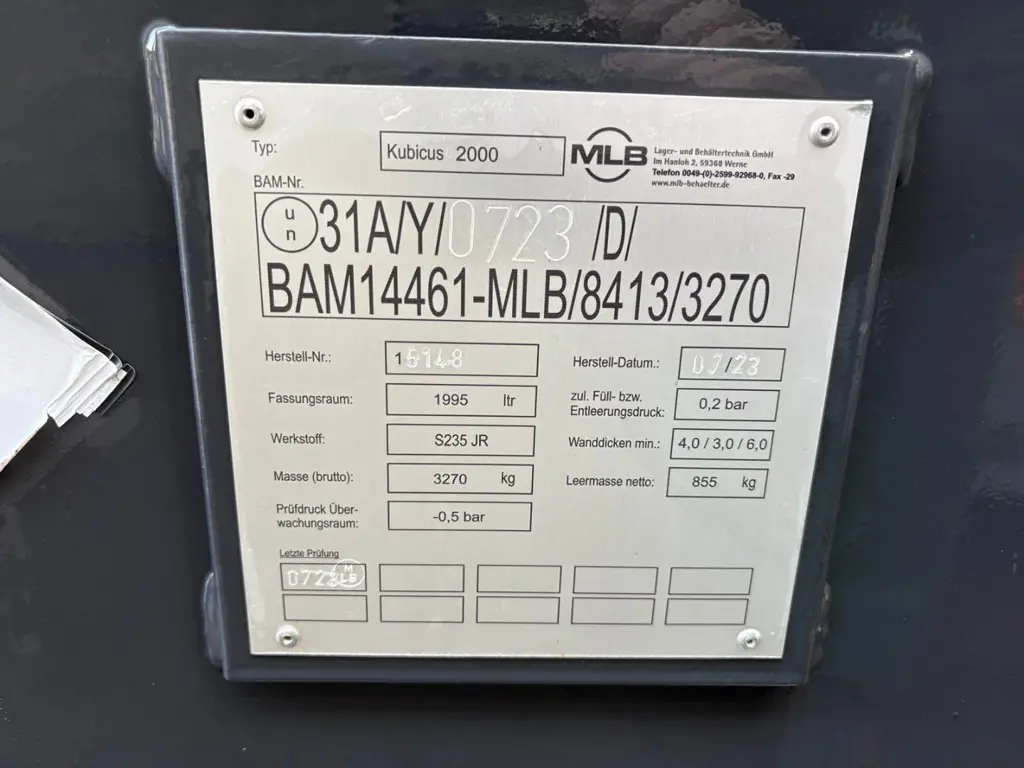 Typ:
Kubicus 2000
MLB
Lager- und Behältertechnik GmbH
Im Hanloh 2, 59368 Werne
Telefon 0049-(0)-2599-92968-0, Fax -29
www.mlb-behaelter.de
BAM-Nr.
un 31A/Y/0723 /D/
BAM14461-MLB/8413/3270
Herstell-Nr.: 15148
Herstell-Datum.: 07/23
Fassungsraum: 1995 ltr
zul. Füll- bzw.
Entleerungsdruck: 0,2 bar
Werkstoff: S235 JR
Wanddicken min.: 4,0 / 3,0 / 6,0
Masse (brutto): 3270 kg
Leermasse netto: 855 kg
Prüfdruck Über-
wachungsraum: -0,5 bar
Letzte Prüfung
0723 MLB